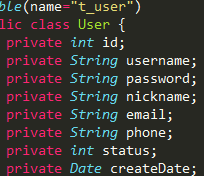 ble(name="t_user")
lic class User {
private int id;
private String username;
private String password;
private String nickname;
private String email;
private String phone;
private int status;
private Date createDate;